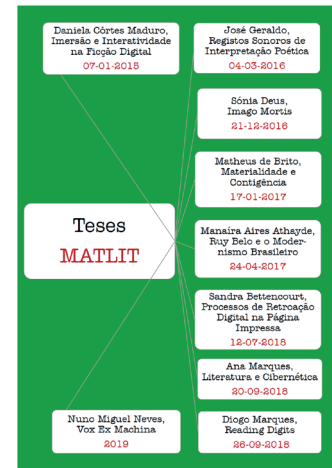 Daniela Côrtes Maduro,
Imersão e Interatividade
na Ficção Digital
07-01-2015
José Geraldo,
Registos Sonoros de
Interpretação Poética
04-03-2016
Sónia Deus,
Imago Mortis
21-12-2016
Matheus de Brito,
Materialidade e
Contigência
17-01-2017
Teses
MATLIT
Manaíra Aires Athayde,
Ruy Belo e o Moder-
nismo Brasileiro
24-04-2017
Sandra Bettencourt,
Processos de Retroação
Digital na Página
Impressa
12-07-2018
Ana Marques,
Literatura e Cibernética
20-09-2018
Nuno Miguel Neves,
Vox Ex Machina
2019
Diogo Marques,
Reading Digits
26-09-2018